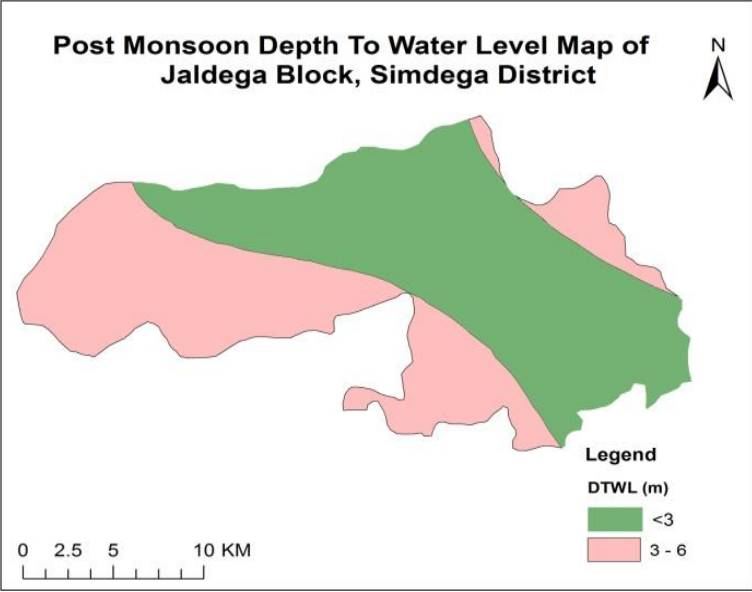 Post Monsoon Depth To Water Level Map of
Jaldega Block, Simdega District
N
Legend
DTWL (m)
<3
3 - 6
0 2.5 5 10 KM